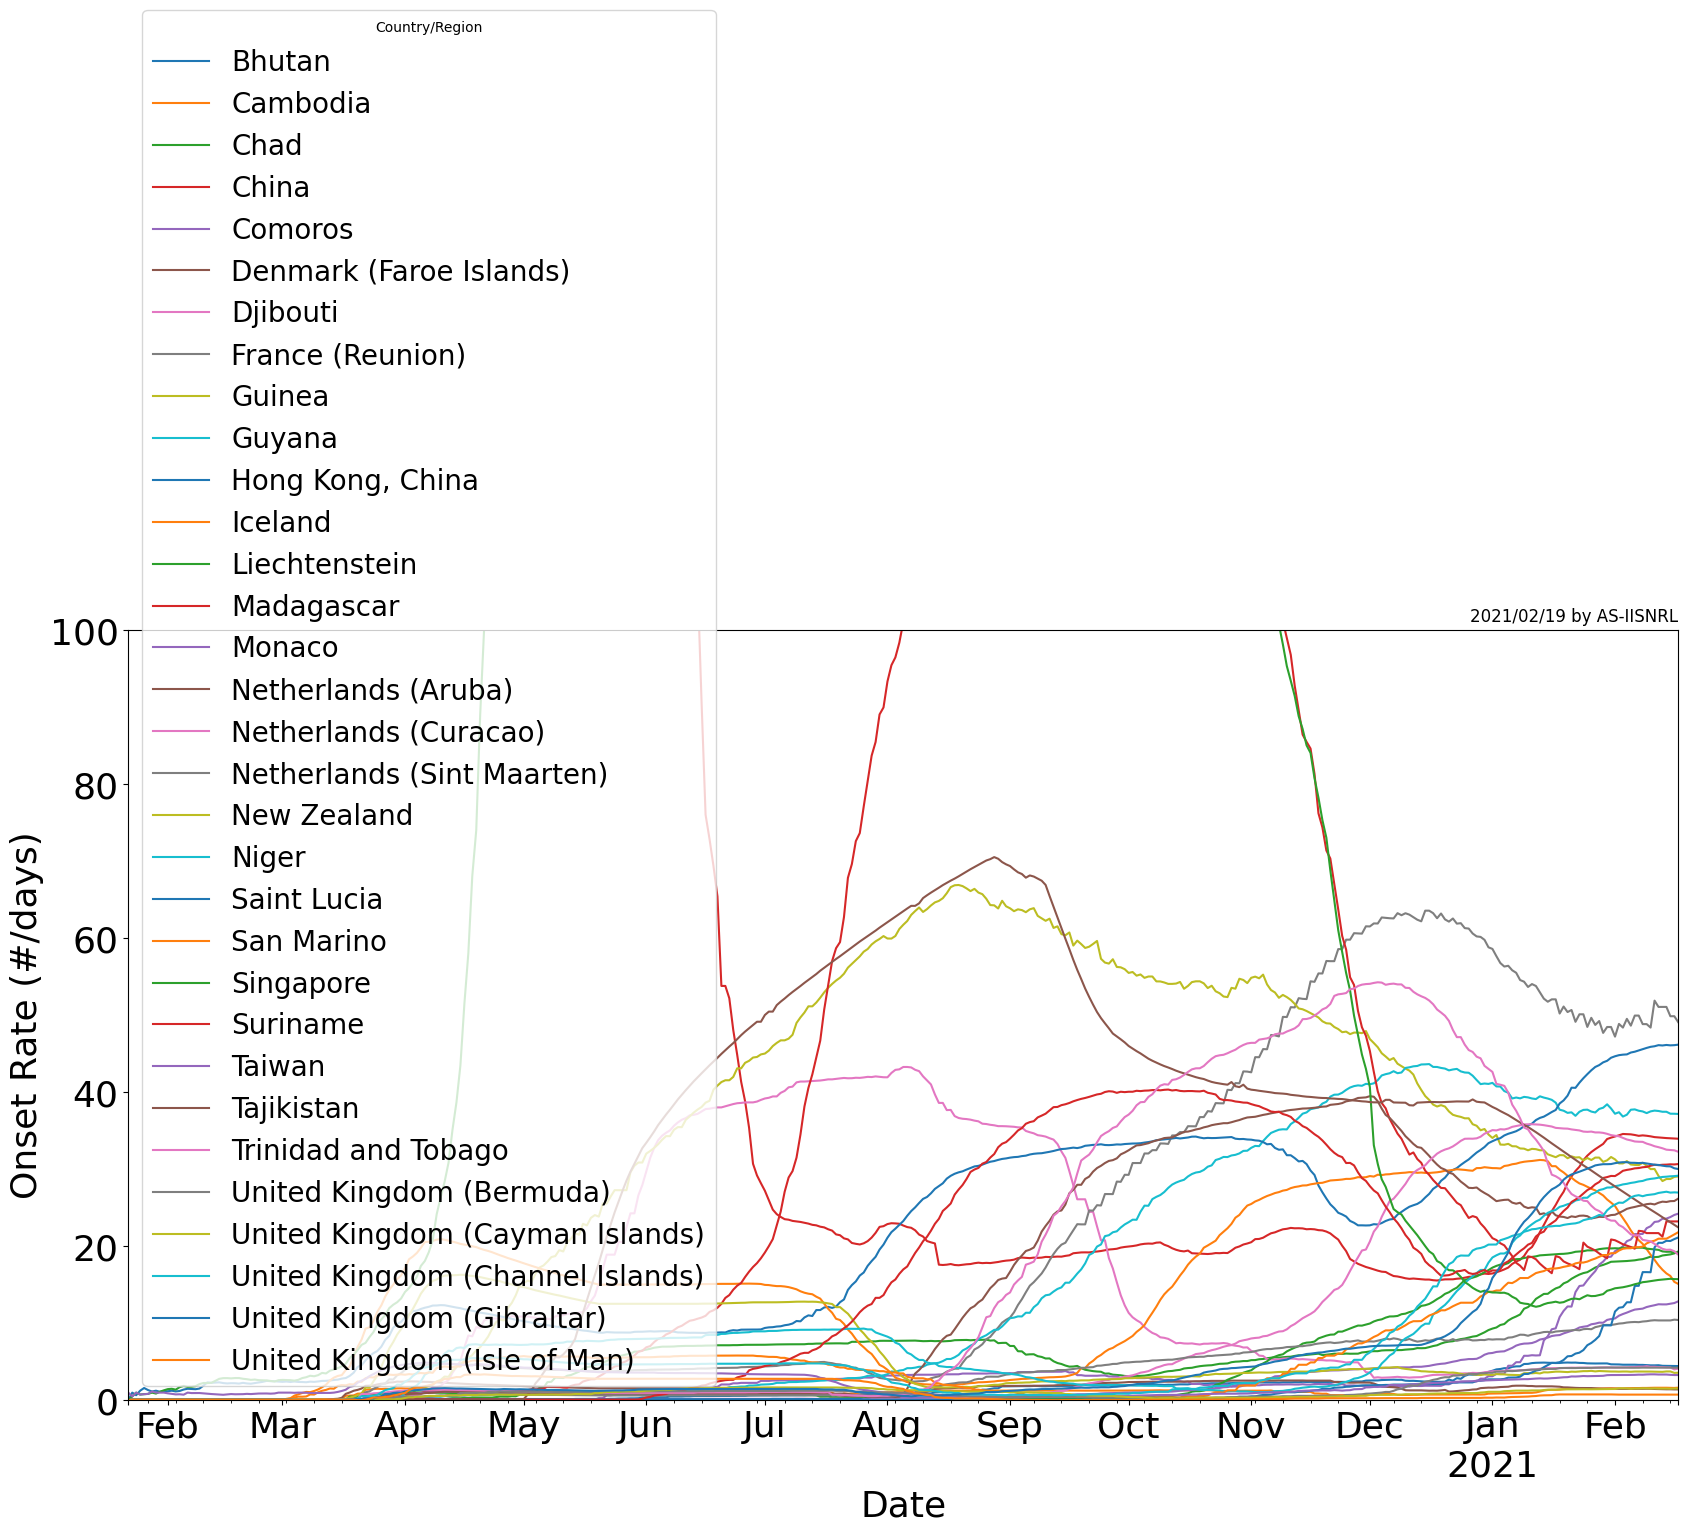 Country/Region
Bhutan
Cambodia
Chad
China
Comoros
Denmark (Faroe Islands)
Djibouti
France (Reunion)
Guinea
Guyana
Hong Kong, China
Iceland
Liechtenstein
Madagascar
Monaco
Netherlands (Aruba)
Netherlands (Curacao)
Netherlands (Sint Maarten)
New Zealand
Niger
Saint Lucia
San Marino
Singapore
Suriname
Taiwan
Tajikistan
Trinidad and Tobago
United Kingdom (Bermuda)
United Kingdom (Cayman Islands)
United Kingdom (Channel Islands)
United Kingdom (Gibraltar)
United Kingdom (Isle of Man)
2021/02/19 by AS-IISNRL
100
80
60
40
20
0
Onset Rate (#/days)
Feb Mar Apr May Jun Jul Aug Sep Oct Nov Dec Jan Feb
2021
Date